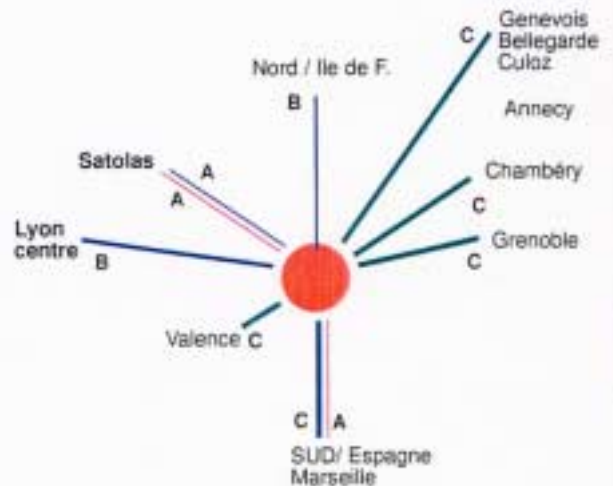 Genevois
Bellegarde
Culoz
C
Nord / Ile de F.
B
Annecy
Satolas
A
A
Chambéry
C
Lyon
centre
B
Grenoble
C
Valence C
C A
SUD/ Espagne
Marseille